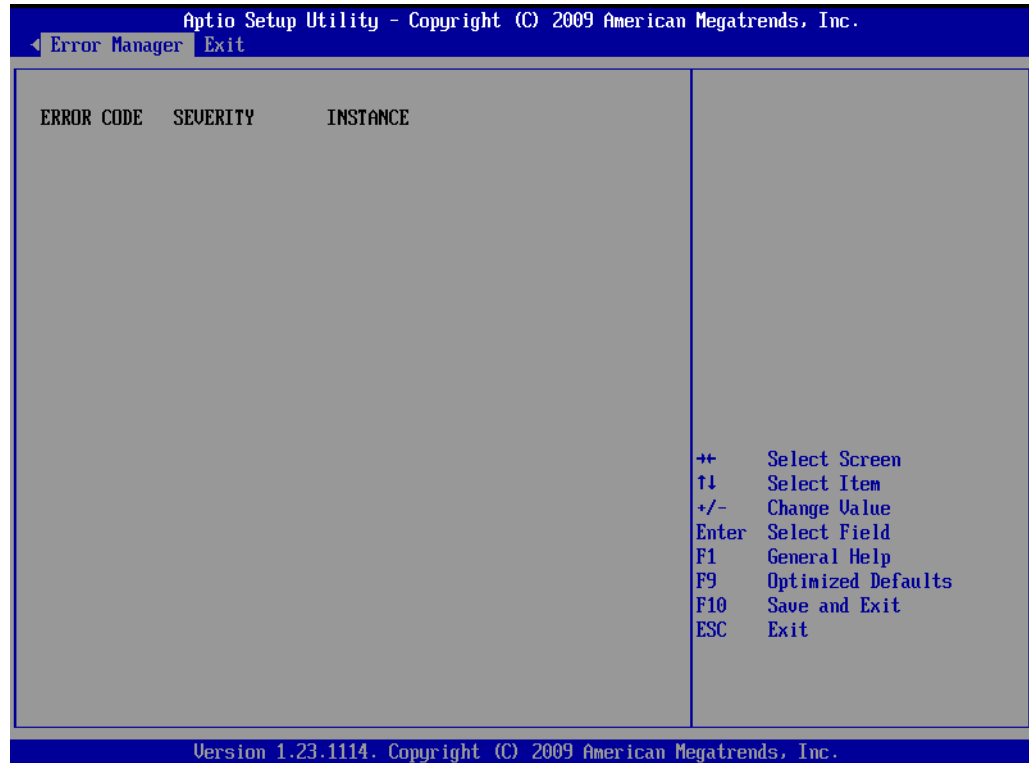 Aptio Setup Utility - Copyright (C) 2009 American Megatrends, Inc.
Error Manager Exit
ERROR CODE SEVERITY INSTANCE
→← Select Screen
↑↓ Select Item
+/- Change Value
Enter Select Field
F1 General Help
F9 Optimized Defaults
F10 Save and Exit
ESC Exit
Version 1.23.1114. Copyright (C) 2009 American Megatrends, Inc.